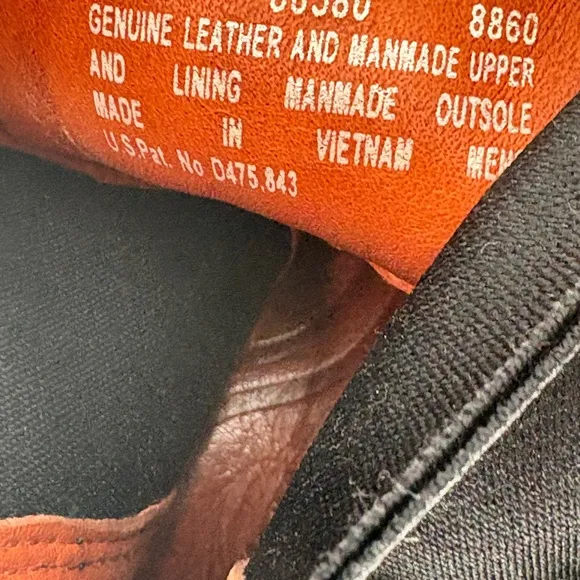 8860
GENUINE LEATHER AND MANMADE UPPER
AND LINING MANMADE OUTSOLE
MADE IN VIETNAM
U.S.Pat. No D475,843